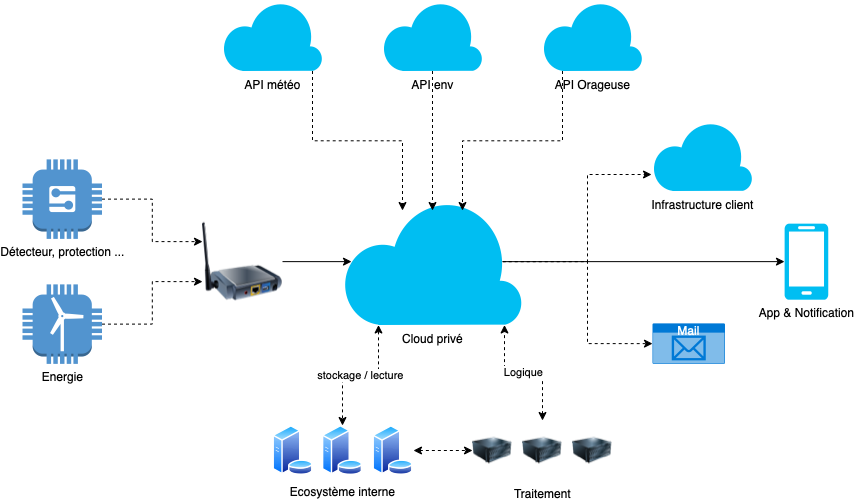 API météo
API env
API Orageuse
Infrastructure client
Détecteur, protection ...
App & Notification
Mail
Cloud privé
Energie
stockage / lecture
Logique
Ecosystème interne
Traitement